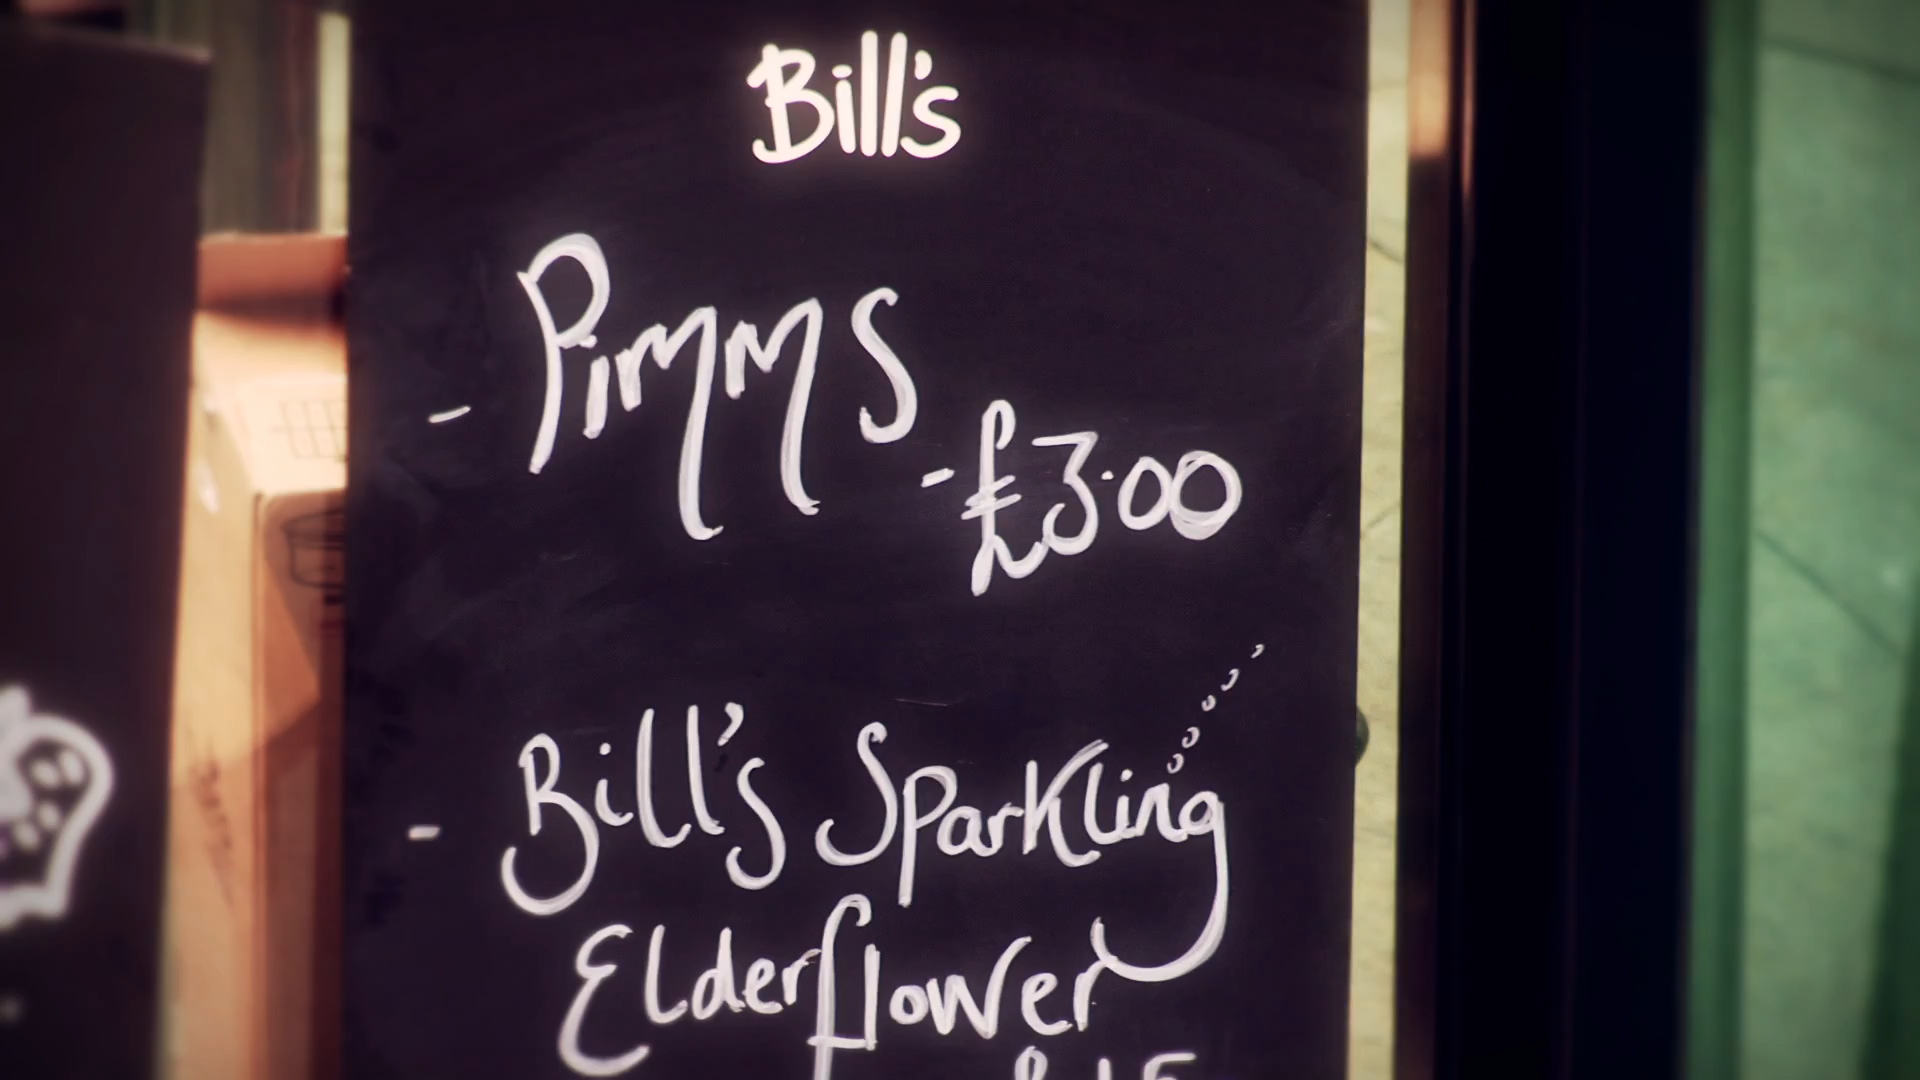 Bill's
- Pimms
- £3.00
- Bill's Sparkling
Elderflower